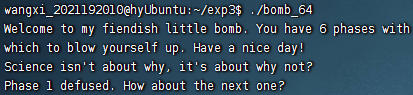 wangxi_2021192010@hyUbuntu:~/exp3$ ./bomb_64
Welcome to my fiendish little bomb. You have 6 phases with
which to blow yourself up. Have a nice day!
Science isn't about why, it's about why not?
Phase 1 defused. How about the next one?